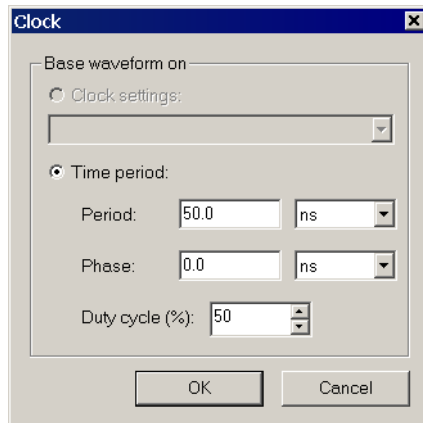 Clock
Base waveform on
Clock settings:
Time period:
Period: 50.0 ns
Phase: 0.0 ns
Duty cycle (%): 50
OK Cancel